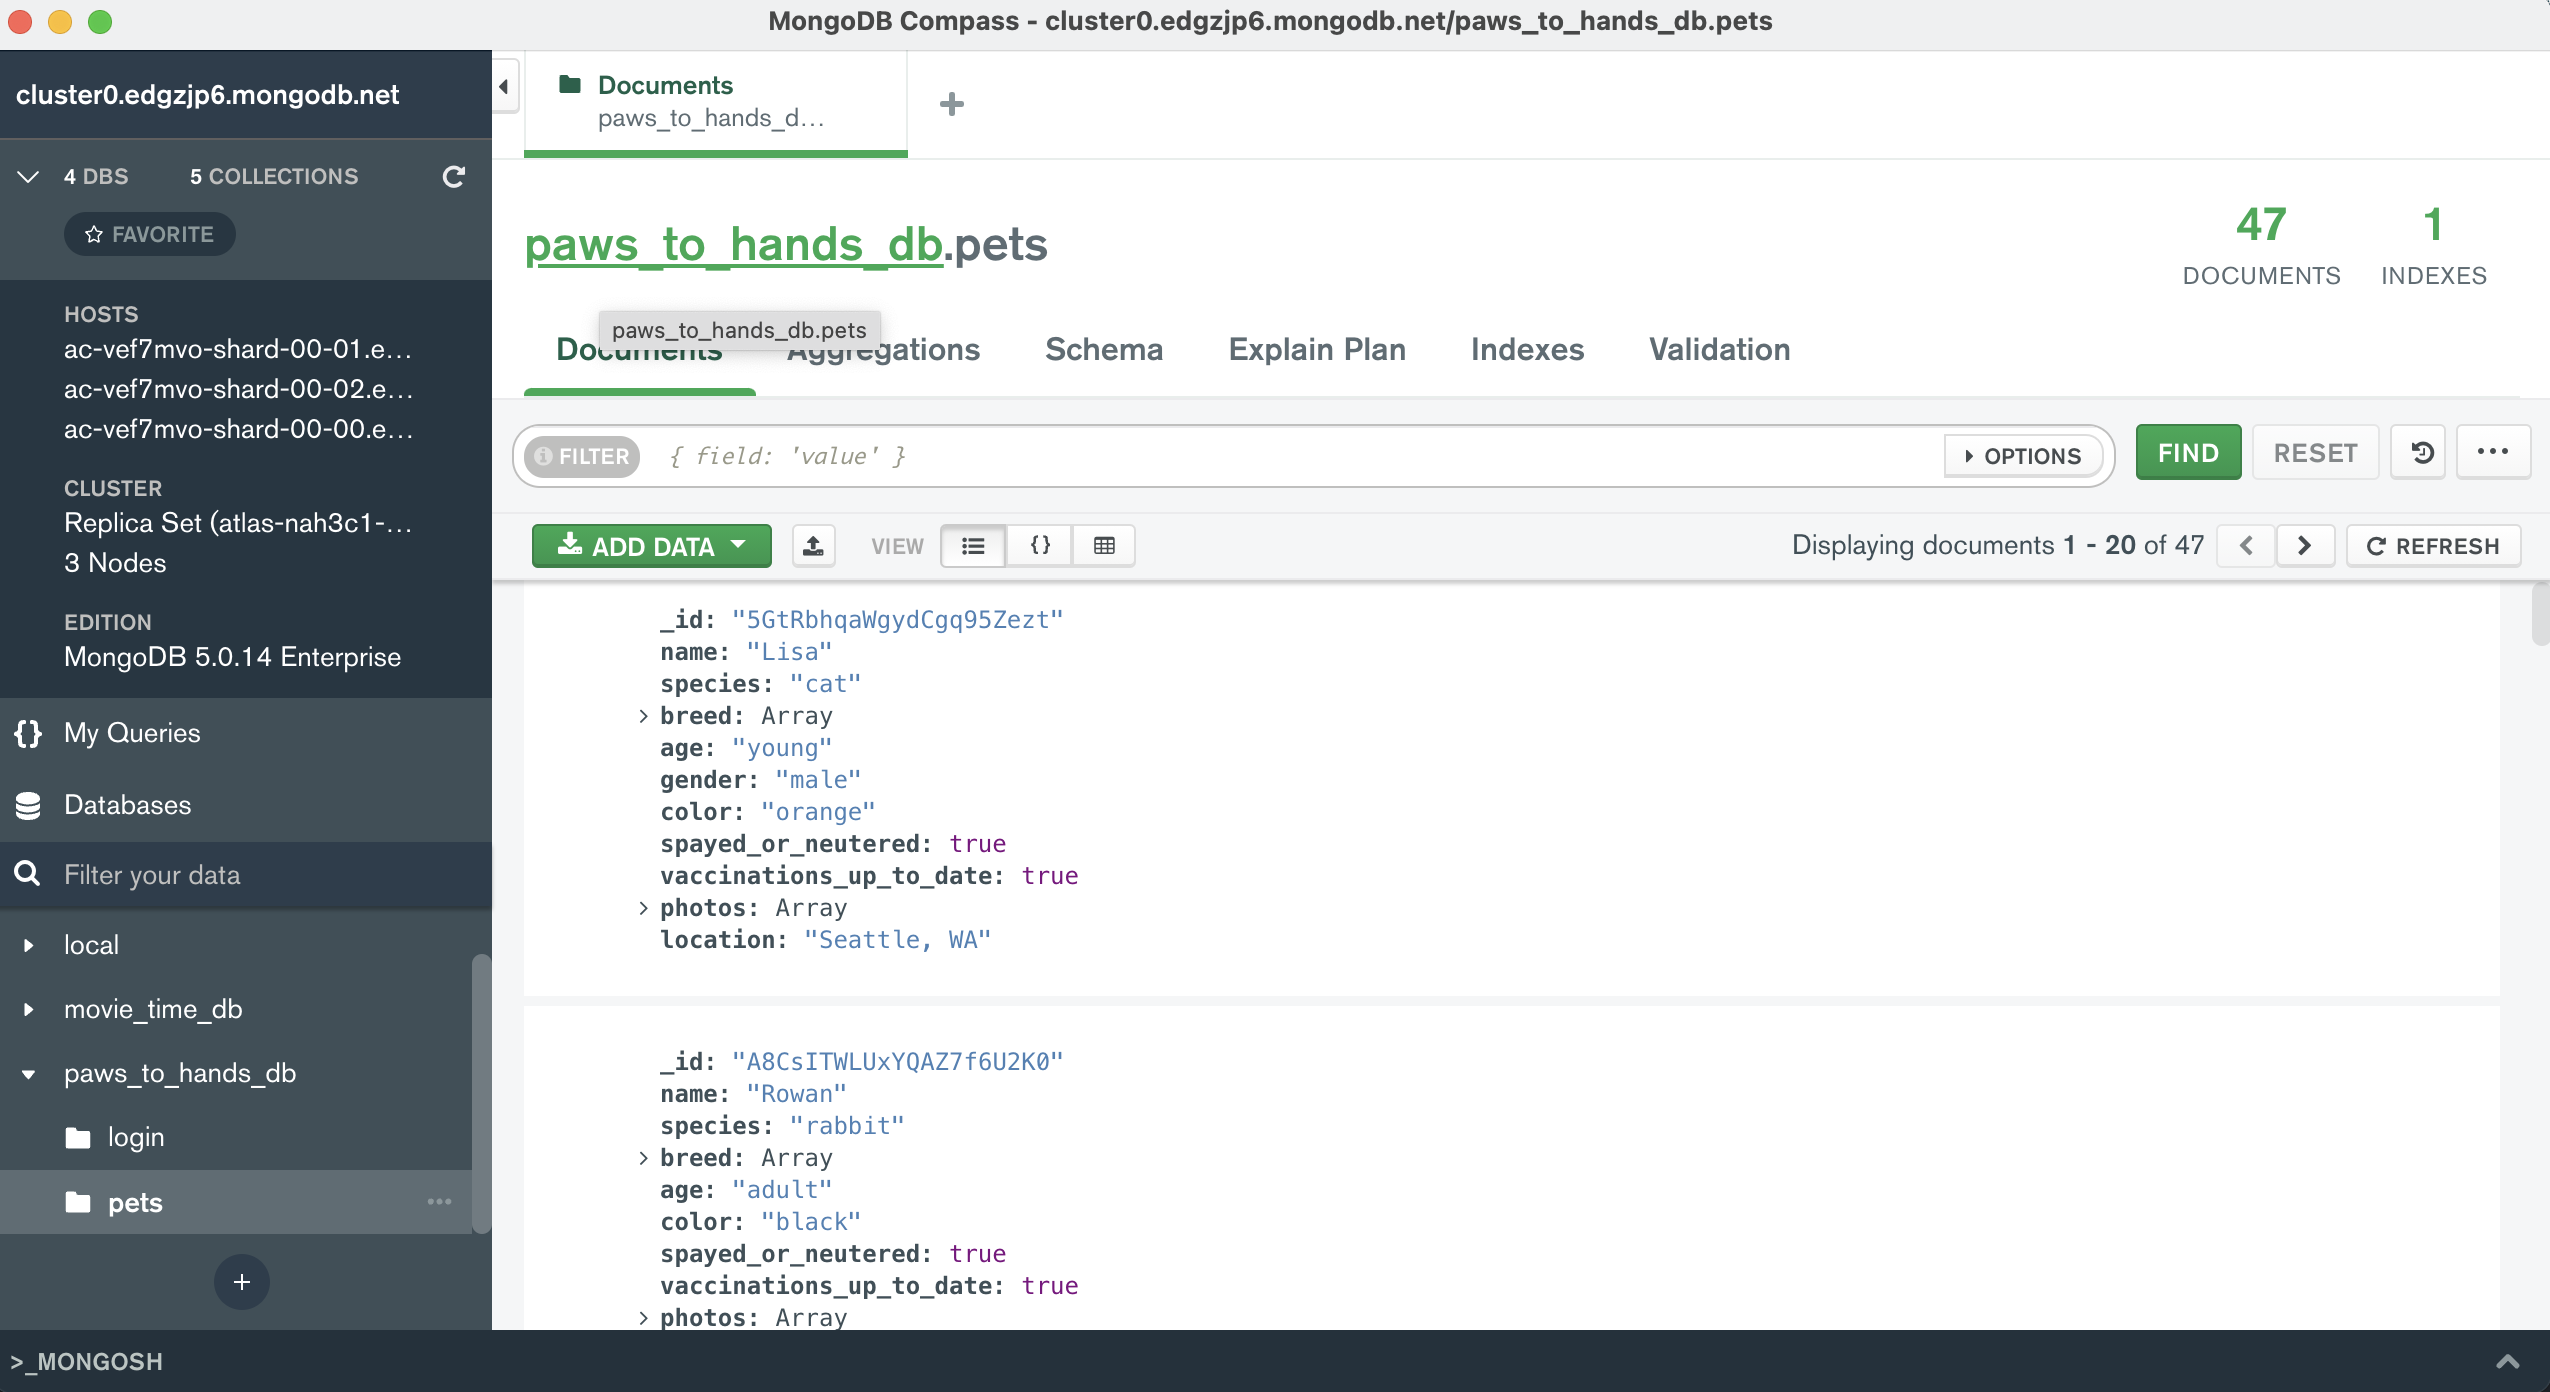 MongoDB Compass - cluster0.edgzjp6.mongodb.net/paws_to_hands_db.pets
cluster0.edgzjp6.mongodb.net
4 DBS 5 COLLECTIONS
FAVORITE
HOSTS
ac-vef7mvo-shard-00-01.e...
ac-vef7mvo-shard-00-02.e...
ac-vef7mvo-shard-00-00.e...
CLUSTER
Replica Set (atlas-nah3c1-...
3 Nodes
EDITION
MongoDB 5.0.14 Enterprise
{} My Queries
Databases
Filter your data
local
movie_time_db
paws_to_hands_db
login
pets
Documents
paws_to_hands_d...
paws_to_hands_db.pets
47
DOCUMENTS
1
INDEXES
paws_to_hands_db.pets
Documents Aggregations Schema Explain Plan Indexes Validation
FILTER { field: 'value' } OPTIONS FIND RESET
ADD DATA VIEW {} Displaying documents 1 - 20 of 47 REFRESH
_id: "5GtRbhqaWgydCgq95Zezt"
name: "Lisa"
species: "cat"
breed: Array
age: "young"
gender: "male"
color: "orange"
spayed_or_neutered: true
vaccinations_up_to_date: true
photos: Array
location: "Seattle, WA"
_id: "A8CsITWLUxYQAZ7f6U2K0"
name: "Rowan"
species: "rabbit"
breed: Array
age: "adult"
color: "black"
spayed_or_neutered: true
vaccinations_up_to_date: true
photos: Array
>_MONGOSH